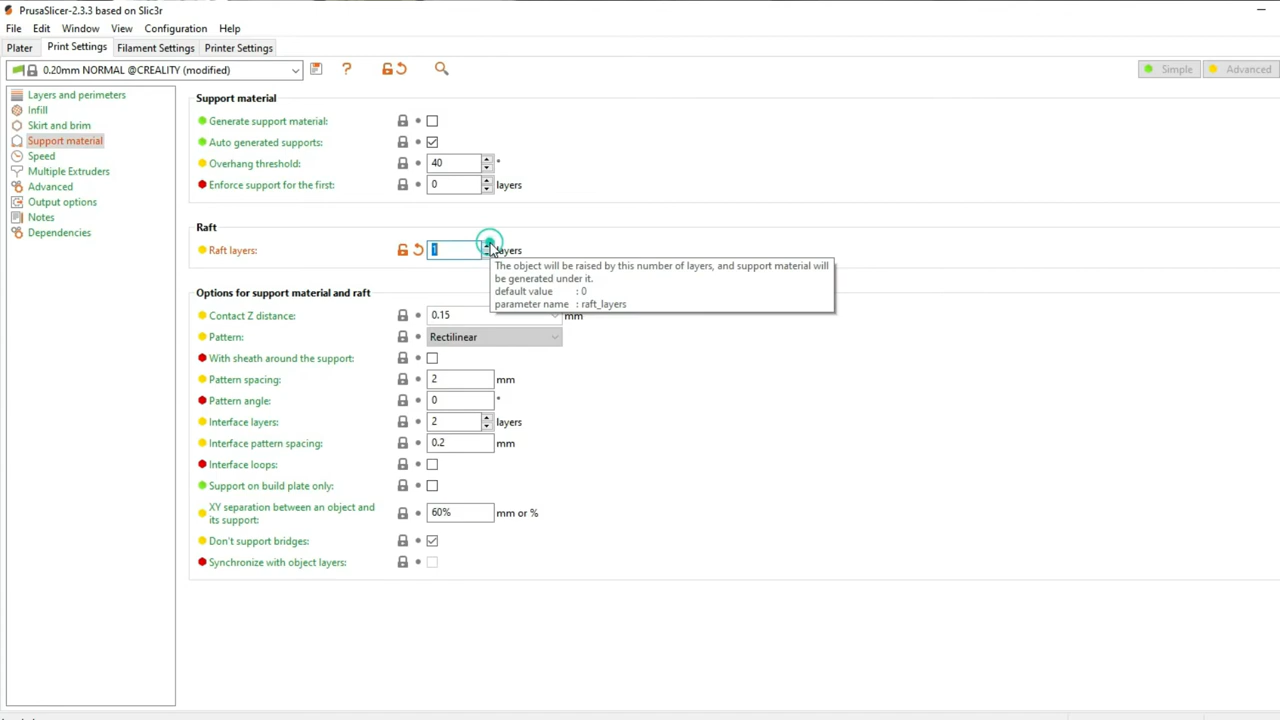 PrusaSlicer-2.3.3 based on Slic3r
File Edit Window View Configuration Help
Plater Print Settings Filament Settings Printer Settings
0.20mm NORMAL @CREALITY (modified) ? Simple Advanced
Layers and perimeters
Infill
Skirt and brim
Support material
Speed
Multiple Extruders
Advanced
Output options
Notes
Dependencies
Support material
Generate support material:
Auto generated supports:
Overhang threshold: 40 °
Enforce support for the first: 0 layers
Raft
Raft layers: 1 layers
The object will be raised by this number of layers, and support material will
be generated under it.
default value : 0
parameter name : raft_layers
Options for support material and raft
Contact Z distance: 0.15 mm
Pattern: Rectilinear
With sheath around the support:
Pattern spacing: 2 mm
Pattern angle: 0 °
Interface layers: 2 layers
Interface pattern spacing: 0.2 mm
Interface loops:
Support on build plate only:
XY separation between an object and
its support: 60% mm or %
Don't support bridges:
Synchronize with object layers: